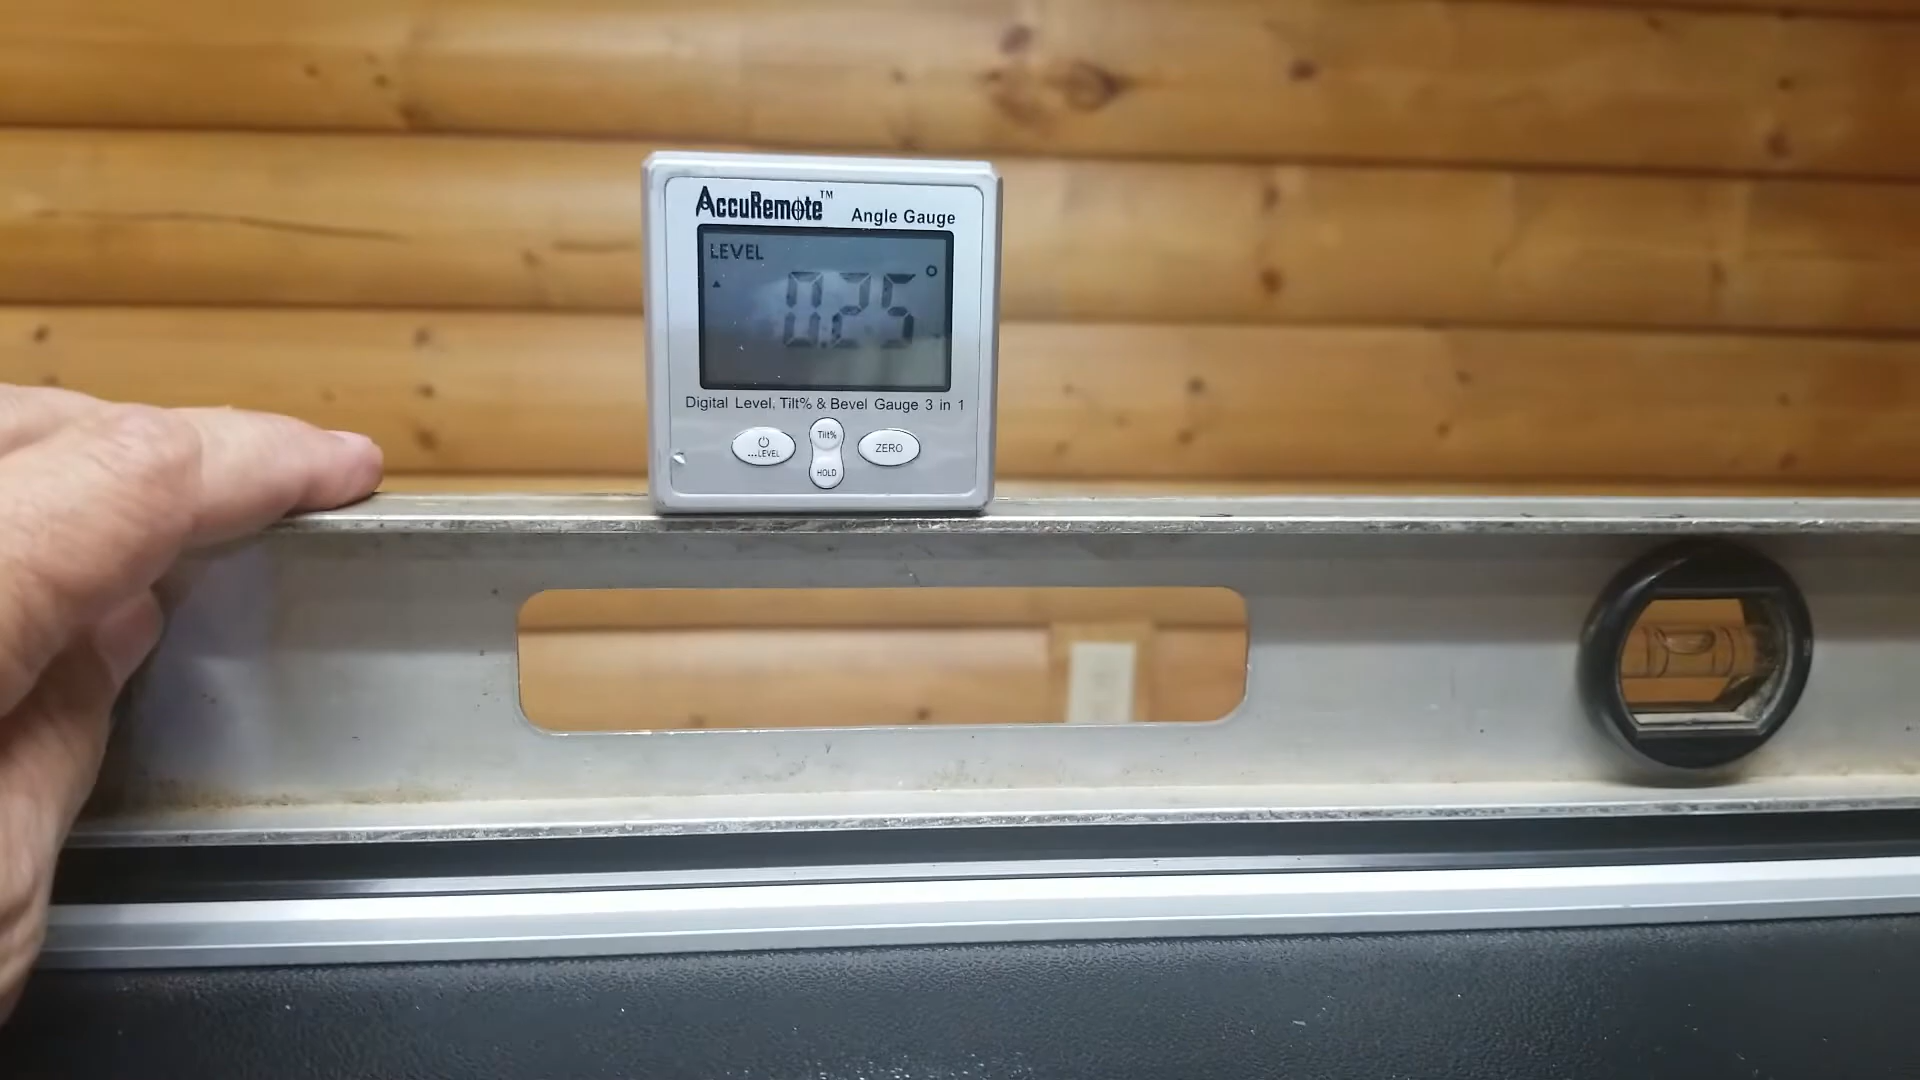 AccuRemote™
Angle Gauge
LEVEL
0.25°
Digital Level, Tilt% & Bevel Gauge 3 in 1
Tilt%
...LEVEL
ZERO
HOLD